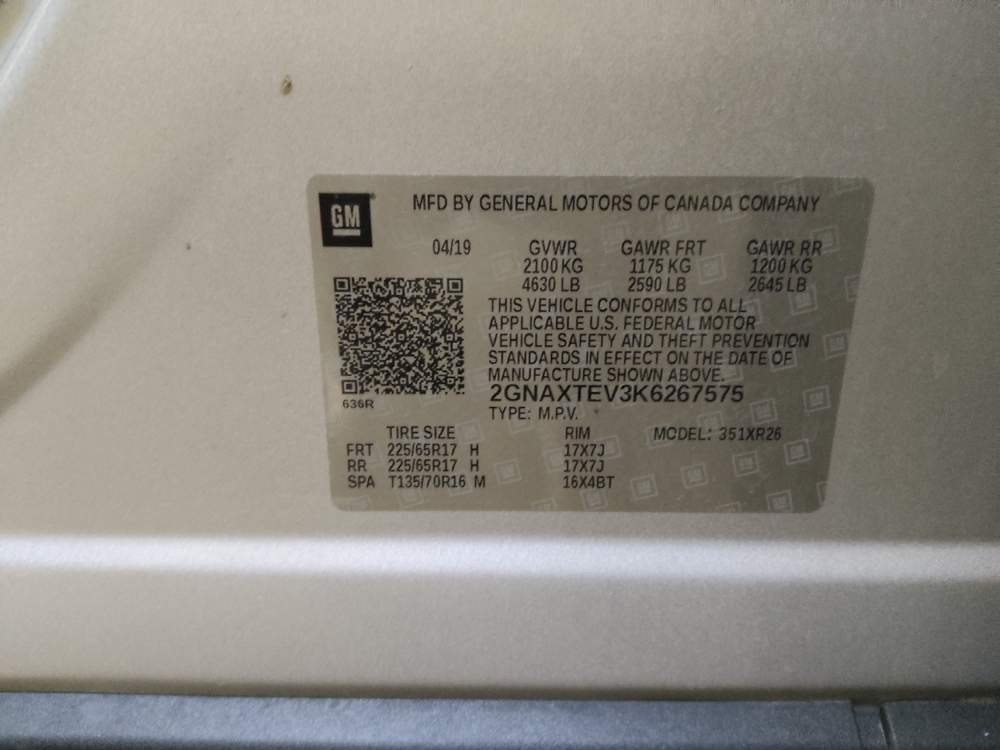 GM
MFD BY GENERAL MOTORS OF CANADA COMPANY
04/19 GVWR GAWR FRT GAWR RR
2100 KG 1175 KG 1200 KG
4630 LB 2590 LB 2645 LB
THIS VEHICLE CONFORMS TO ALL
APPLICABLE U.S. FEDERAL MOTOR
VEHICLE SAFETY AND THEFT PREVENTION
STANDARDS IN EFFECT ON THE DATE OF
MANUFACTURE SHOWN ABOVE.
2GNAXTEV3K6267575
636R
TYPE: M.P.V.
TIRE SIZE RIM MODEL: 351XR26
FRT 225/65R17 H 17X7J
RR 225/65R17 H 17X7J
SPA T135/70R16 M 16X4BT